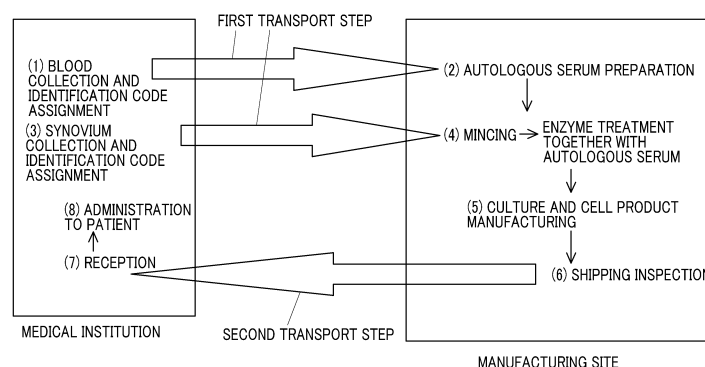 FIRST TRANSPORT STEP
(1) BLOOD
COLLECTION AND
IDENTIFICATION CODE
ASSIGNMENT
(2) AUTOLOGOUS SERUM PREPARATION
(3) SYNOVIUM
COLLECTION AND
IDENTIFICATION CODE
ASSIGNMENT
(4) MINCING
ENZYME TREATMENT
TOGETHER WITH
AUTOLOGOUS SERUM
(5) CULTURE AND CELL PRODUCT
MANUFACTURING
(6) SHIPPING INSPECTION
(8) ADMINISTRATION
TO PATIENT
(7) RECEPTION
SECOND TRANSPORT STEP
MEDICAL INSTITUTION
MANUFACTURING SITE